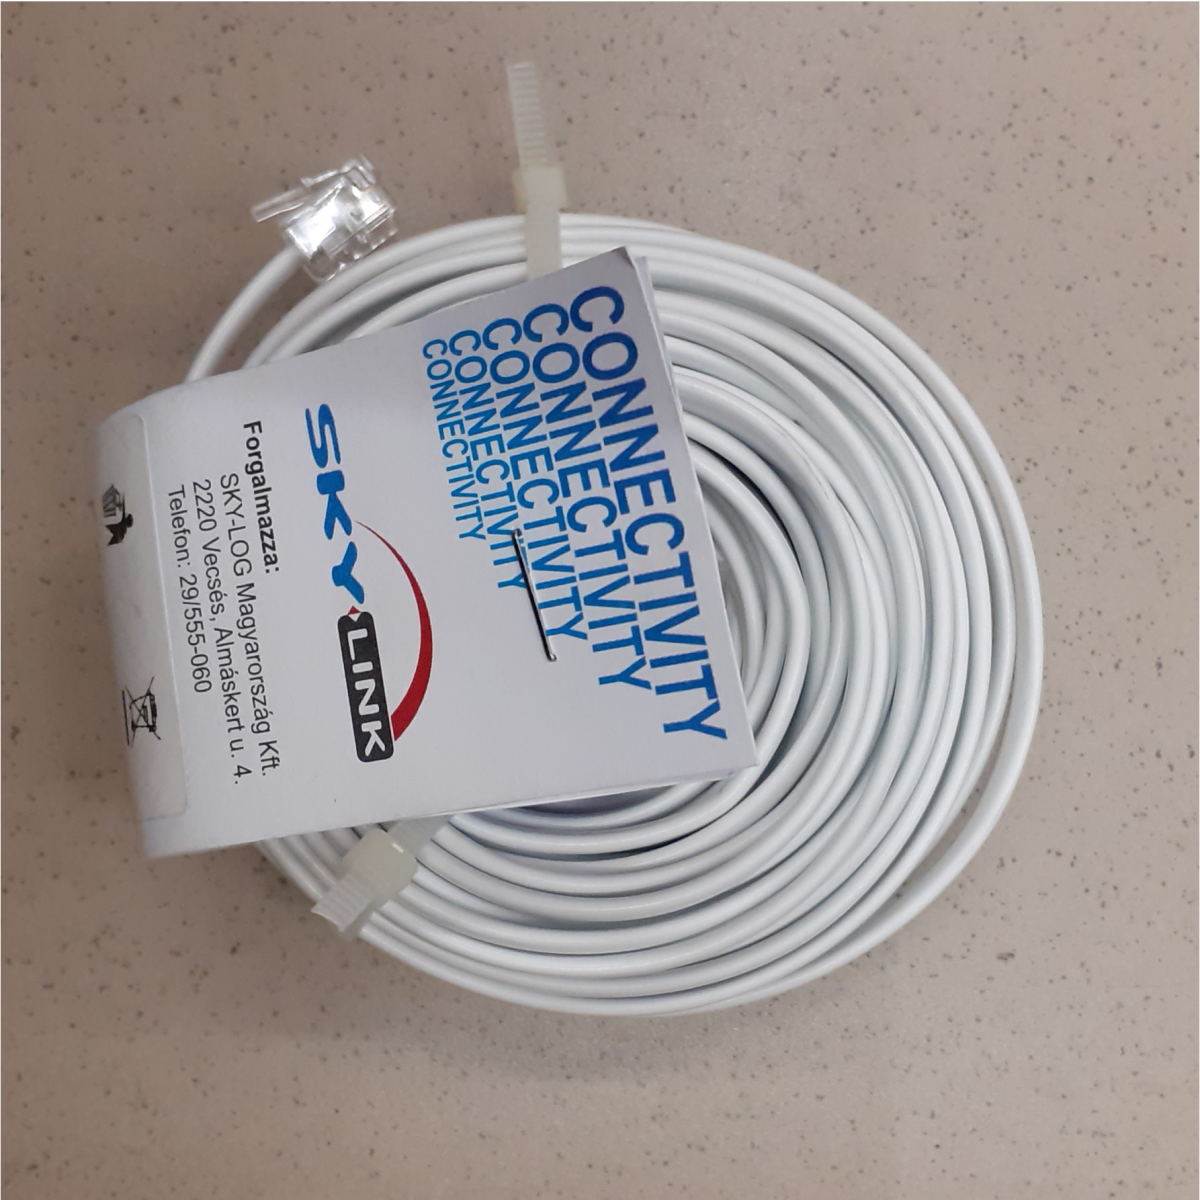 CONNECTIVITY
CONNECTIVITY
CONNECTIVITY
CONNECTIVITY
CONNECTIVITY
SKY
LINK
Forgalmazza:
SKY-LOG Magyarország Kft.
2220 Vecsés, Almáskert u. 4.
Telefon: 29/555-060